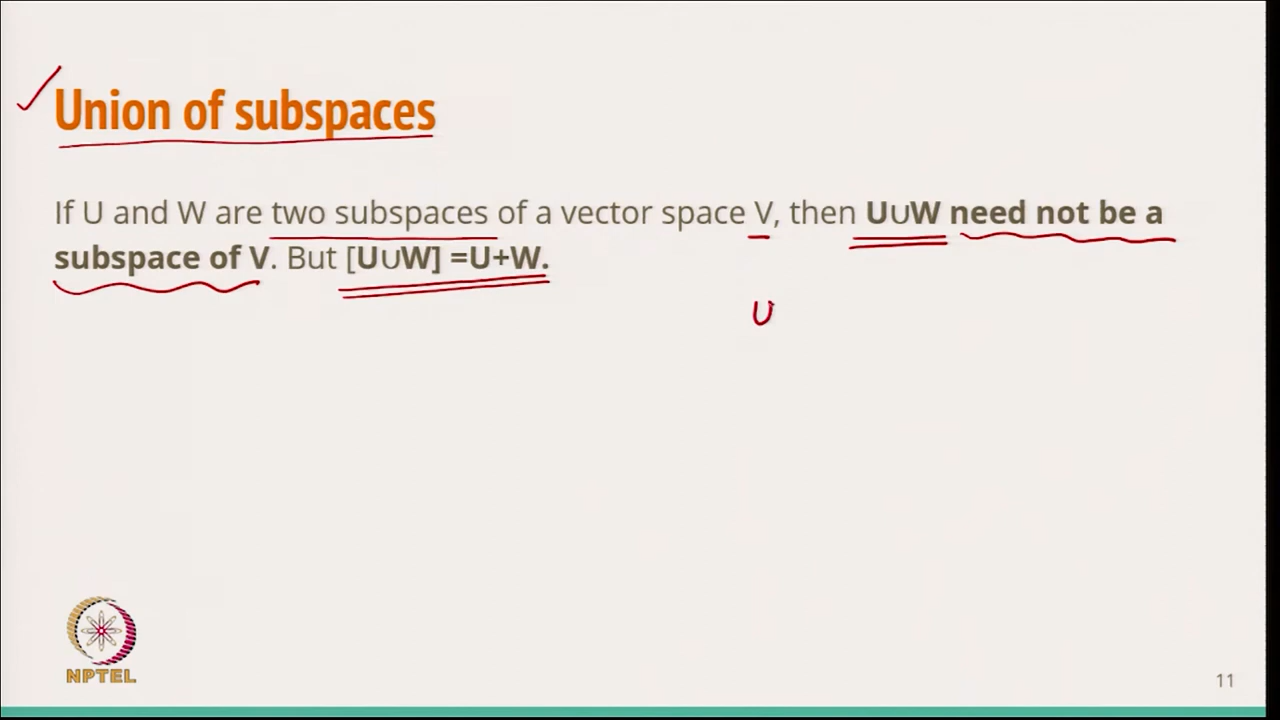 Union of subspaces
If U and W are two subspaces of a vector space V, then U∪W need not be a
subspace of V. But [U∪W] =U+W.
U
NPTEL
11